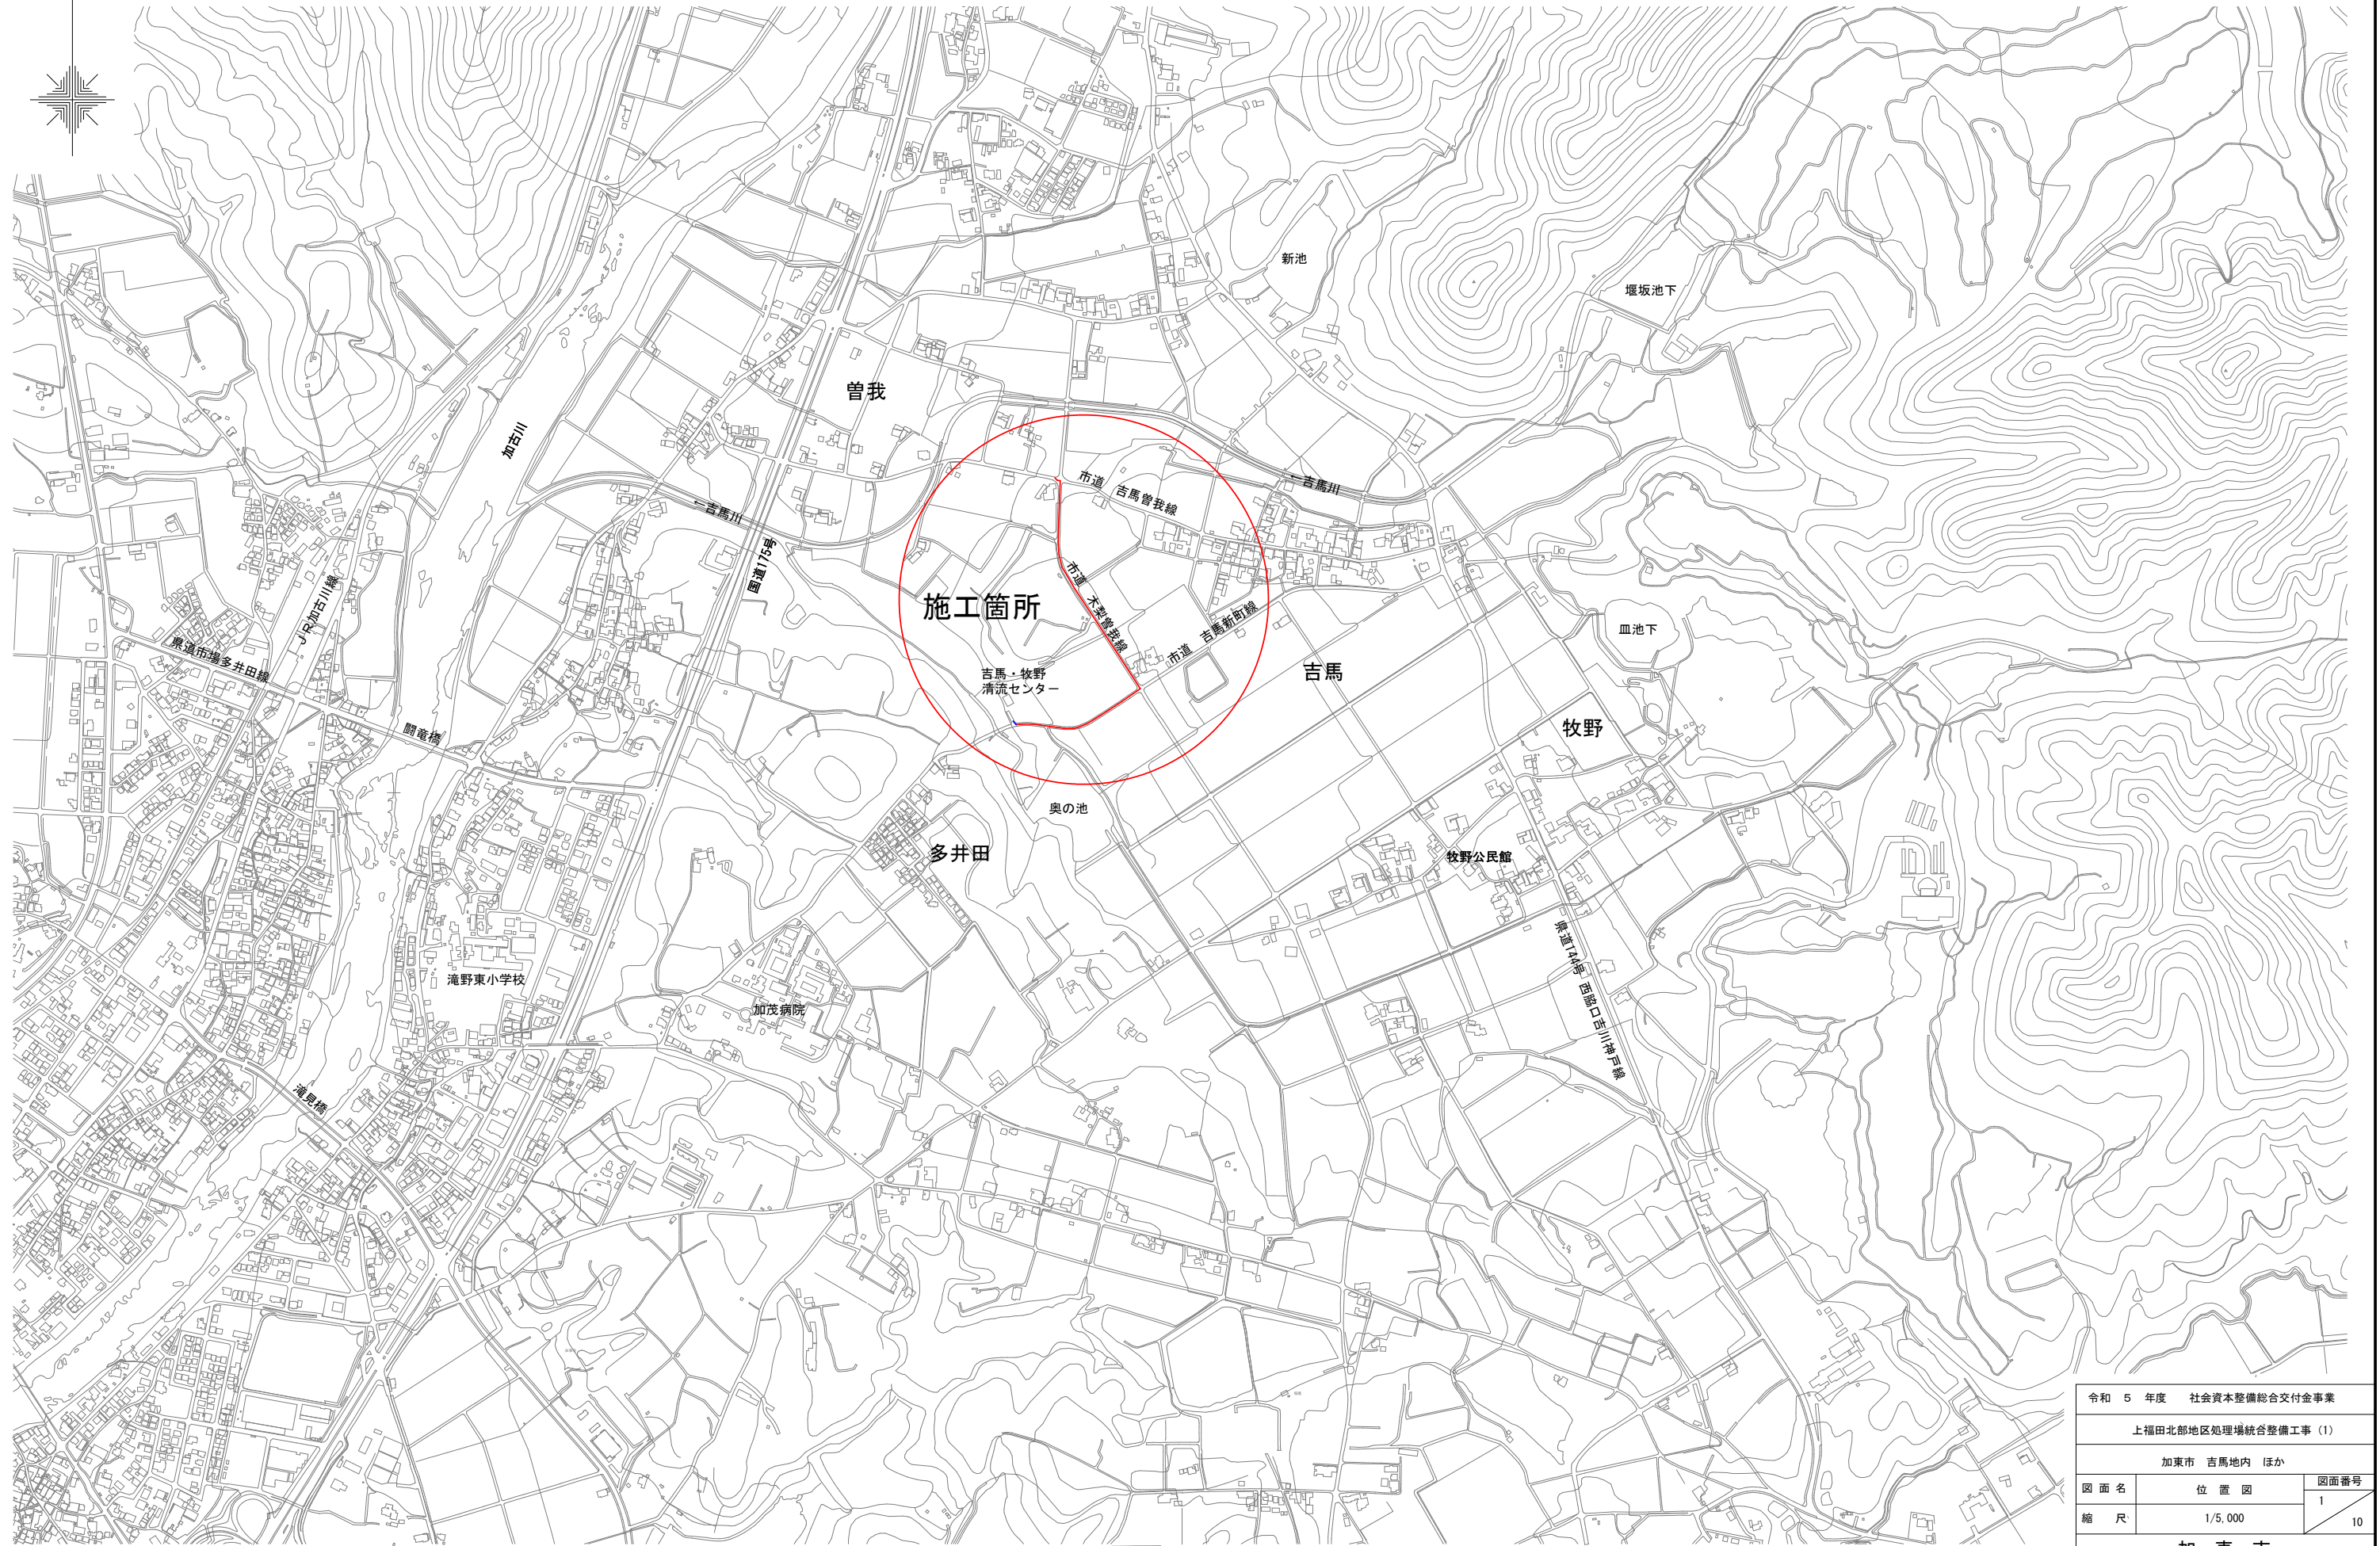 新池
堰坂池下
曽我
加古川
市道　吉馬曽我線
←吉馬川
←吉馬川
国道175号
市道　木梨曽我線
施工箇所
市道　吉馬新町線
JR加古川線
県道市場多井田線
皿池下
吉馬
吉馬・牧野
清流センター
闘竜橋
牧野
奥の池
多井田
牧野公民館
滝野東小学校
加茂病院
県道144号 西脇口吉川神戸線
滝見橋
令和　5　年度　　社会資本整備総合交付金事業
上福田北部地区処理場統合整備工事（1）
加東市　吉馬地内　ほか
図面名　位置図　図面番号
縮尺　1/5,000　1/10
加東市